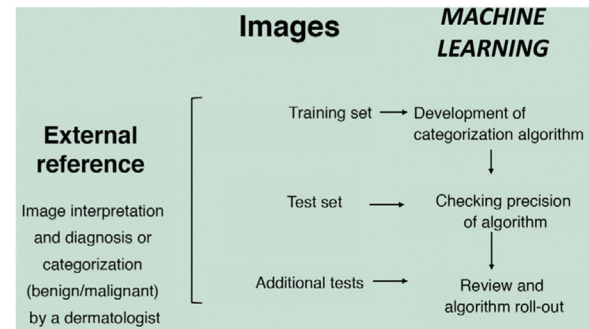 Images
MACHINE
LEARNING
External
reference
Image interpretation
and diagnosis or
categorization
(benign/malignant)
by a dermatologist
Training set
Development of
categorization algorithm
Test set
Checking precision
of algorithm
Additional tests
Review and
algorithm roll-out